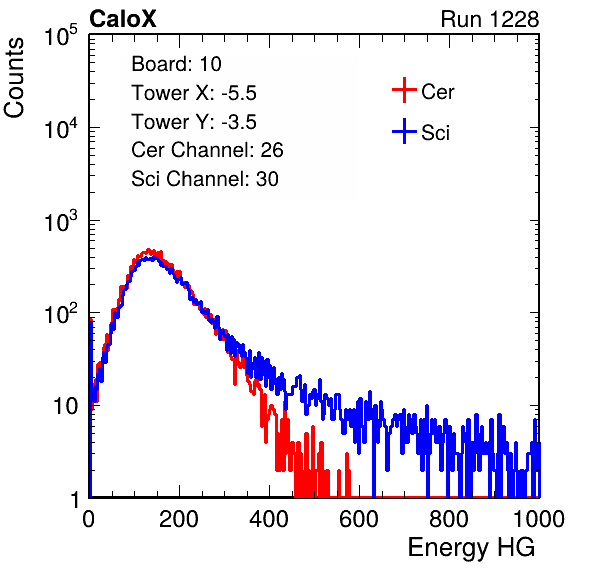 CaloX Run 1228
Counts
10^5
10^4
10^3
10^2
10
1
Board: 10
Tower X: -5.5
Tower Y: -3.5
Cer Channel: 26
Sci Channel: 30
Cer
Sci
0 200 400 600 800 1000
Energy HG